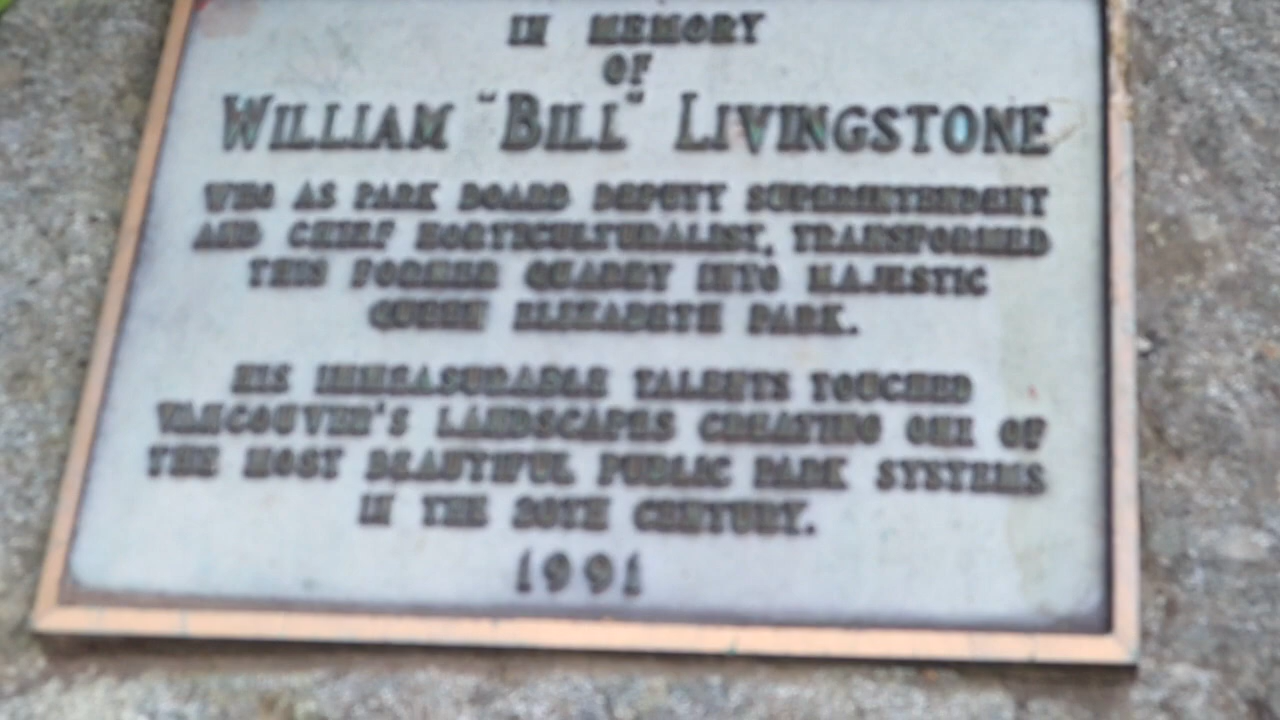 IN MEMORY
OF
WILLIAM "BILL" LIVINGSTONE
WHO AS PARK BOARD DEPUTY SUPERINTENDENT
AND CHIEF HORTICULTURALIST, TRANSFORMED
THIS FORMER QUARRY INTO MAJESTIC
QUEEN ELIZABETH PARK.
HIS IMMEASURABLE TALENTS TOUCHED
VANCOUVER'S LANDSCAPES CREATING ONE OF
THE MOST BEAUTIFUL PUBLIC PARK SYSTEMS
IN THE 20TH CENTURY.
1991